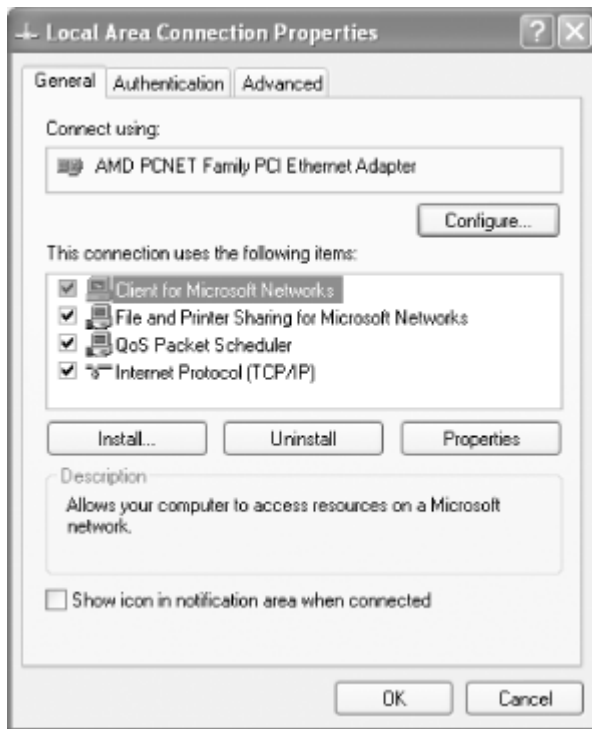 Local Area Connection Properties
General Authentication Advanced
Connect using:
AMD PCNET Family PCI Ethernet Adapter
Configure...
This connection uses the following items:
Client for Microsoft Networks
File and Printer Sharing for Microsoft Networks
QoS Packet Scheduler
Internet Protocol (TCP/IP)
Install... Uninstall Properties
Description
Allows your computer to access resources on a Microsoft
network.
Show icon in notification area when connected
OK Cancel